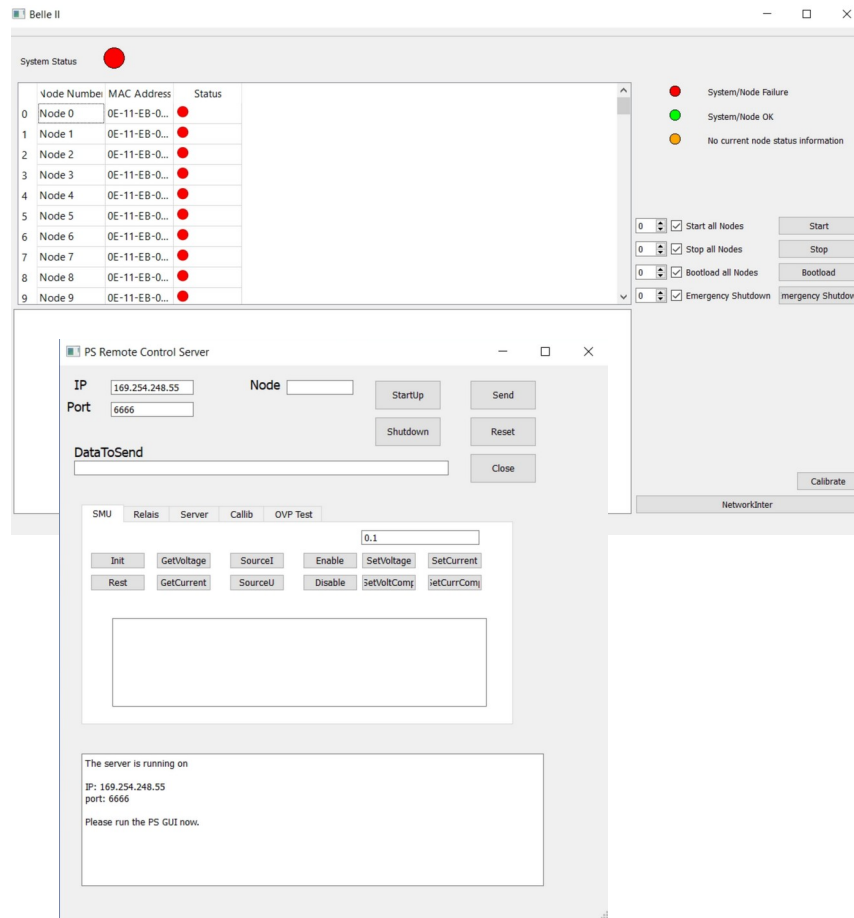 Belle II
System Status
Node Number MAC Address Status
0 Node 0 0E-11-EB-0...
1 Node 1 0E-11-EB-0...
2 Node 2 0E-11-EB-0...
3 Node 3 0E-11-EB-0...
4 Node 4 0E-11-EB-0...
5 Node 5 0E-11-EB-0...
6 Node 6 0E-11-EB-0...
7 Node 7 0E-11-EB-0...
8 Node 8 0E-11-EB-0...
9 Node 9 0E-11-EB-0...
System/Node Failure
System/Node OK
No current node status information
0 Start all Nodes Start
0 Stop all Nodes Stop
0 Bootload all Nodes Bootload
0 Emergency Shutdown mergency Shutdow
Calibrate
NetworkInter
PS Remote Control Server
IP 169.254.248.55 Node StartUp Send
Port 6666
Shutdown Reset
DataToSend
Close
SMU Relais Server Callib OVP Test
0.1
Init GetVoltage SourceI Enable SetVoltage SetCurrent
Rest GetCurrent SourceU Disable SetVoltComp SetCurrComp
The server is running on
IP: 169.254.248.55
port: 6666
Please run the PS GUI now.